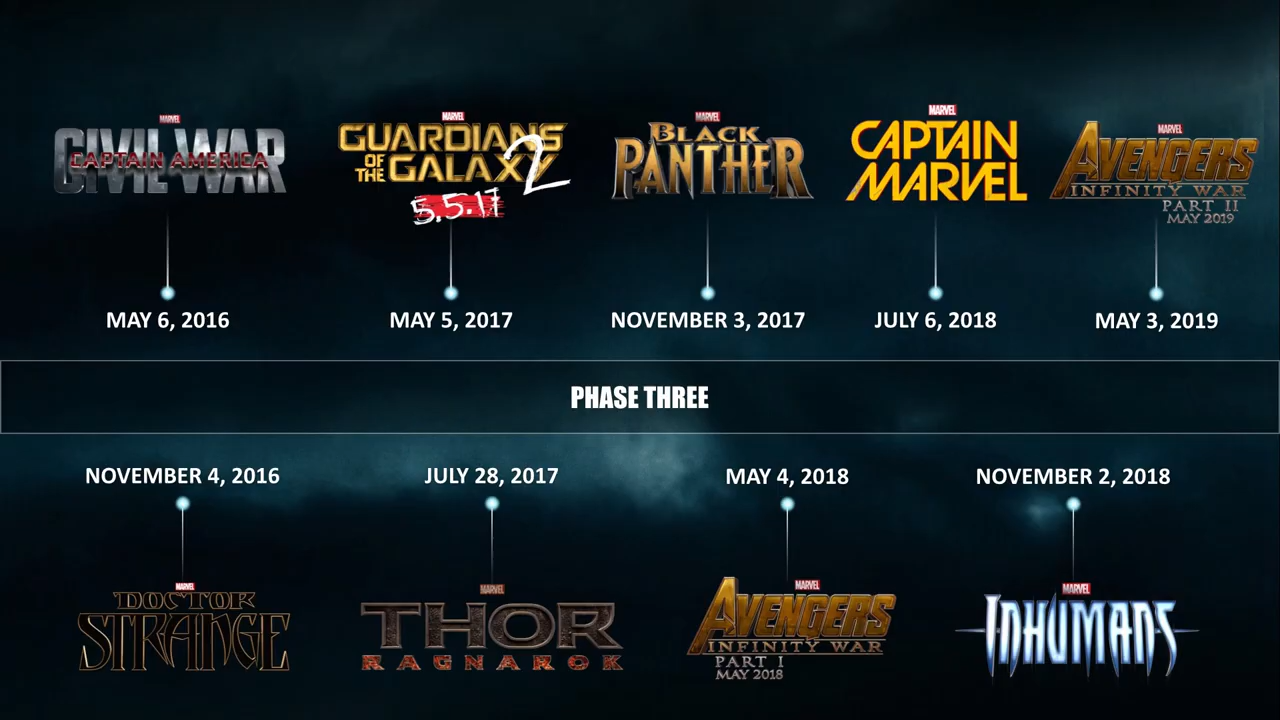 MARVEL
CIVIL WAR
CAPTAIN AMERICA
MAY 6, 2016
MARVEL
GUARDIANS
OF THE GALAXY 2
5.5.17
MAY 5, 2017
MARVEL
BLACK
PANTHER
NOVEMBER 3, 2017
MARVEL
CAPTAIN
MARVEL
JULY 6, 2018
MARVEL
AVENGERS
INFINITY WAR
PART II
MAY 2019
MAY 3, 2019
PHASE THREE
NOVEMBER 4, 2016
MARVEL
DOCTOR
STRANGE
JULY 28, 2017
MARVEL
THOR
RAGNAROK
MAY 4, 2018
MARVEL
AVENGERS
INFINITY WAR
PART I
MAY 2018
NOVEMBER 2, 2018
MARVEL
INHUMANS